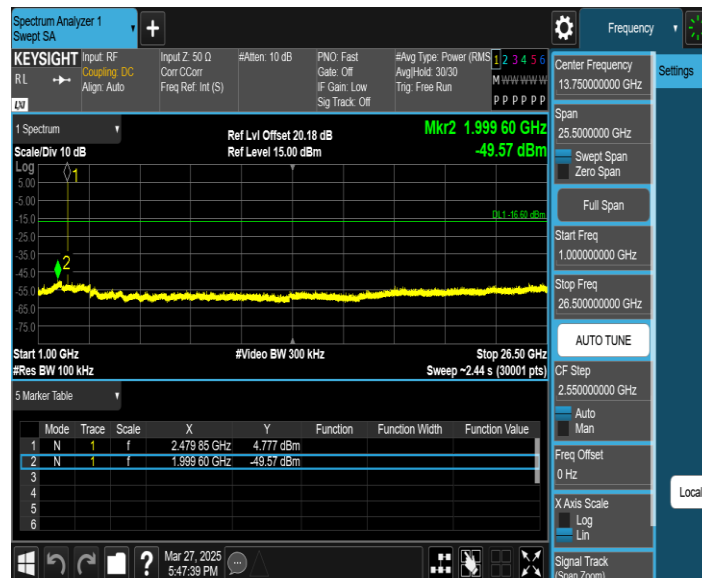 Spectrum Analyzer 1
Swept SA
+
Frequency
KEYSIGHT
RL
LXI
Input: RF
Coupling: DC
Align: Auto
Input Z: 50 Ω
Corr CCorr
Freq Ref: Int (S)
#Atten: 10 dB
PNO: Fast
Gate: Off
IF Gain: Low
Sig Track: Off
#Avg Type: Power (RMS
Avg|Hold: 30/30
Trig: Free Run
1 2 3 4 5 6
M W W W W W
P P P P P P
1 Spectrum
Scale/Div 10 dB
Log
Ref Lvl Offset 20.18 dB
Ref Level 15.00 dBm
Mkr2 1.999 60 GHz
-49.57 dBm
1
2
5.00
-5.00
-15.0
-25.0
-35.0
-45.0
-55.0
-65.0
-75.0
DL1 -16.60 dBm
Start 1.00 GHz
#Res BW 100 kHz
#Video BW 300 kHz
Stop 26.50 GHz
Sweep ~2.44 s (30001 pts)
5 Marker Table
Mode Trace Scale X Y Function Function Width Function Value
1 N 1 f 2.479 85 GHz 4.777 dBm
2 N 1 f 1.999 60 GHz -49.57 dBm
3
4
5
6
?
Mar 27, 2025
5:47:39 PM
Center Frequency
13.750000000 GHz
Span
25.5000000 GHz
Swept Span
Zero Span
Full Span
Start Freq
1.000000000 GHz
Stop Freq
26.500000000 GHz
AUTO TUNE
CF Step
2.550000000 GHz
Auto
Man
Freq Offset
0 Hz
X Axis Scale
Log
Lin
Signal Track
(Span Zoom)
Settings
Local